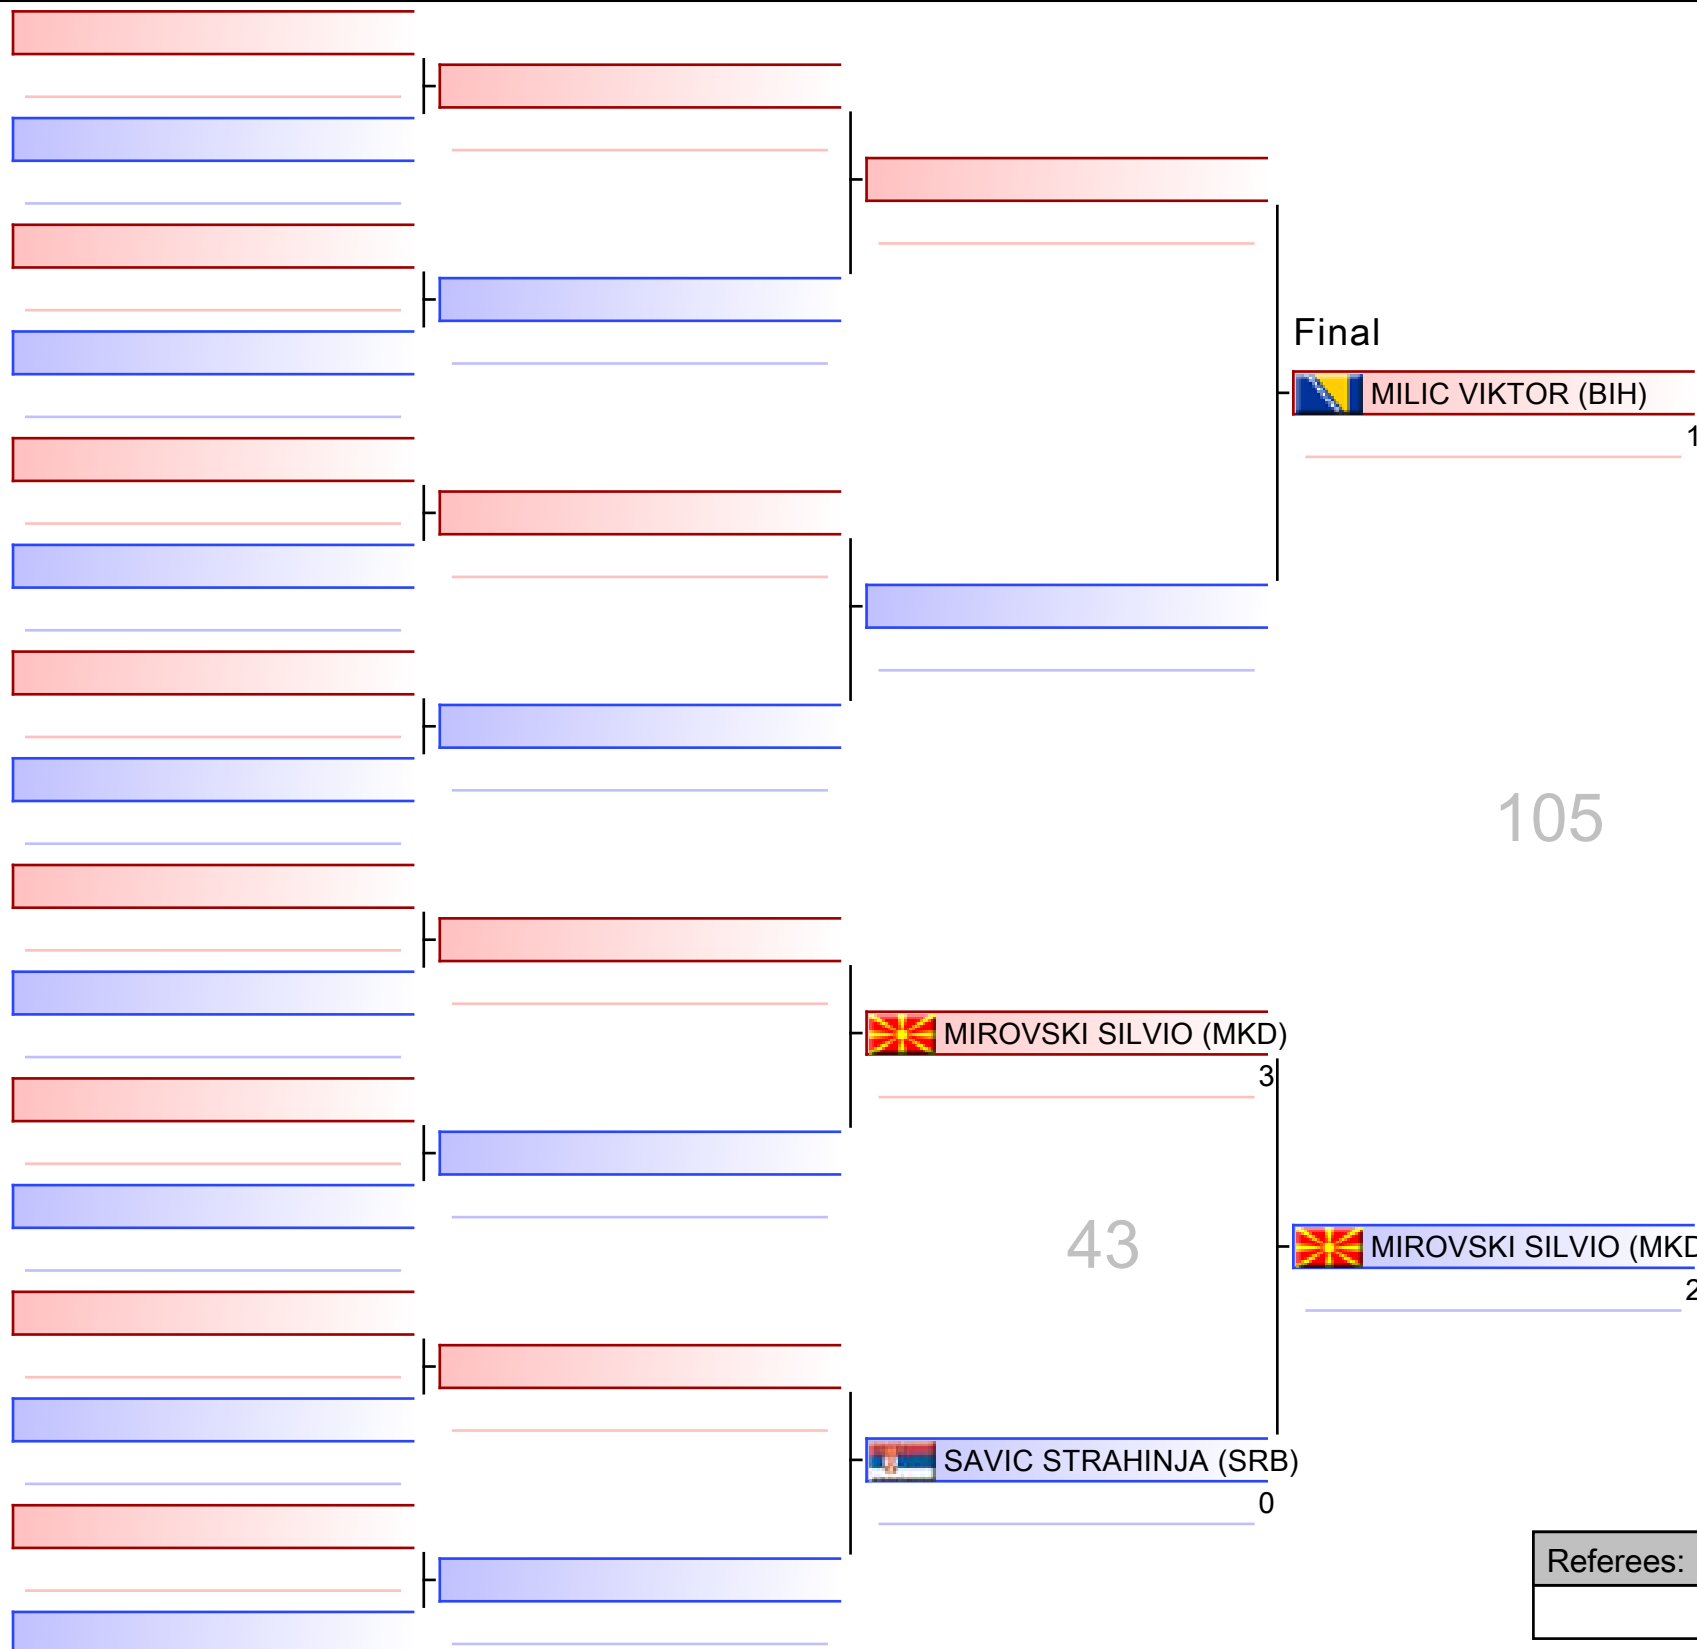 Final
MILIC VIKTOR (BIH)
1
105
MIROVSKI SILVIO (MKD)
3
43
MIROVSKI SILVIO (MKD
2
SAVIC STRAHINJA (SRB)
0
Referees: